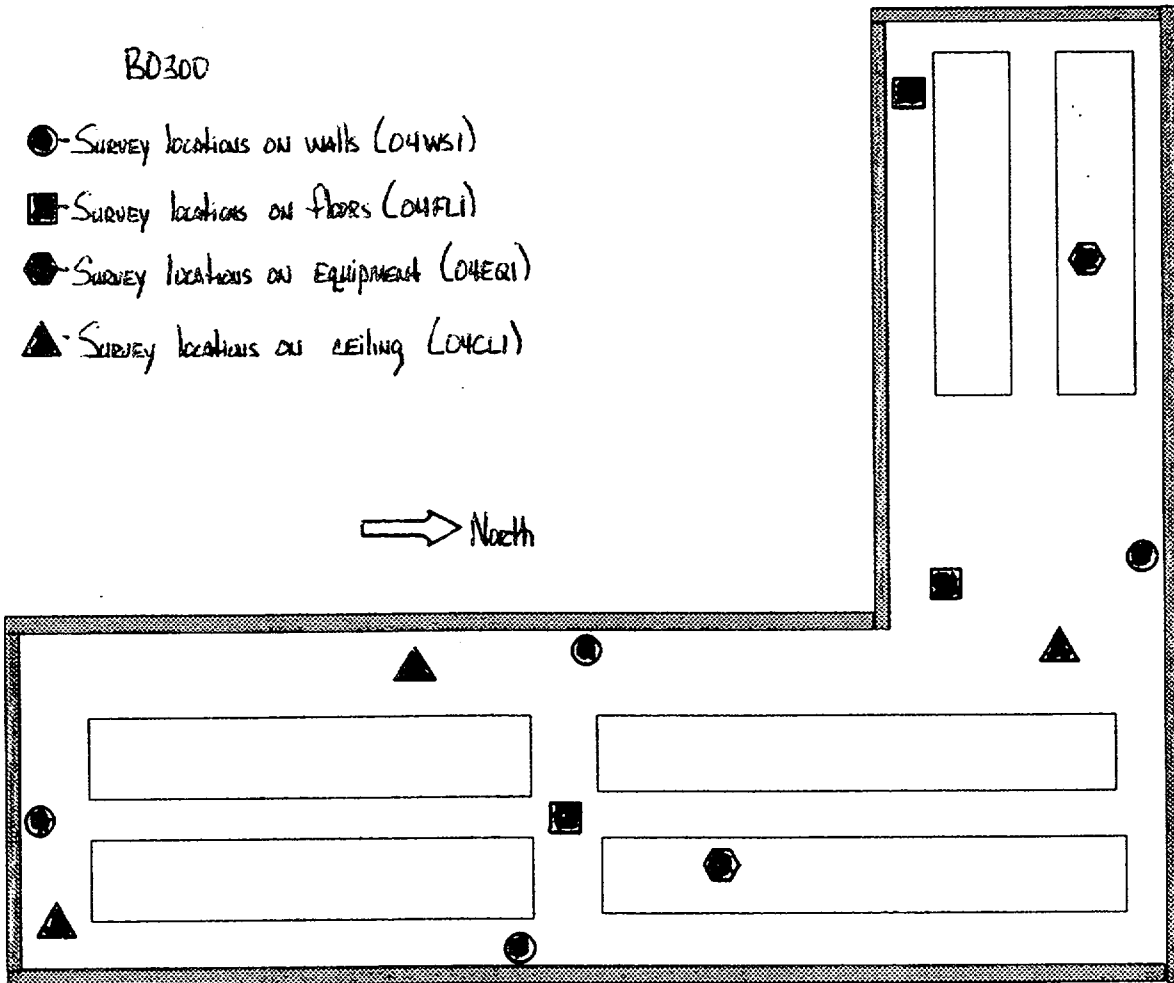 BD300
- Survey locations on walls (04WS1)
- Survey locations on floors (04FL1)
- Survey locations on Equipment (04EQ1)
- Survey locations on ceiling (04CL1)
North